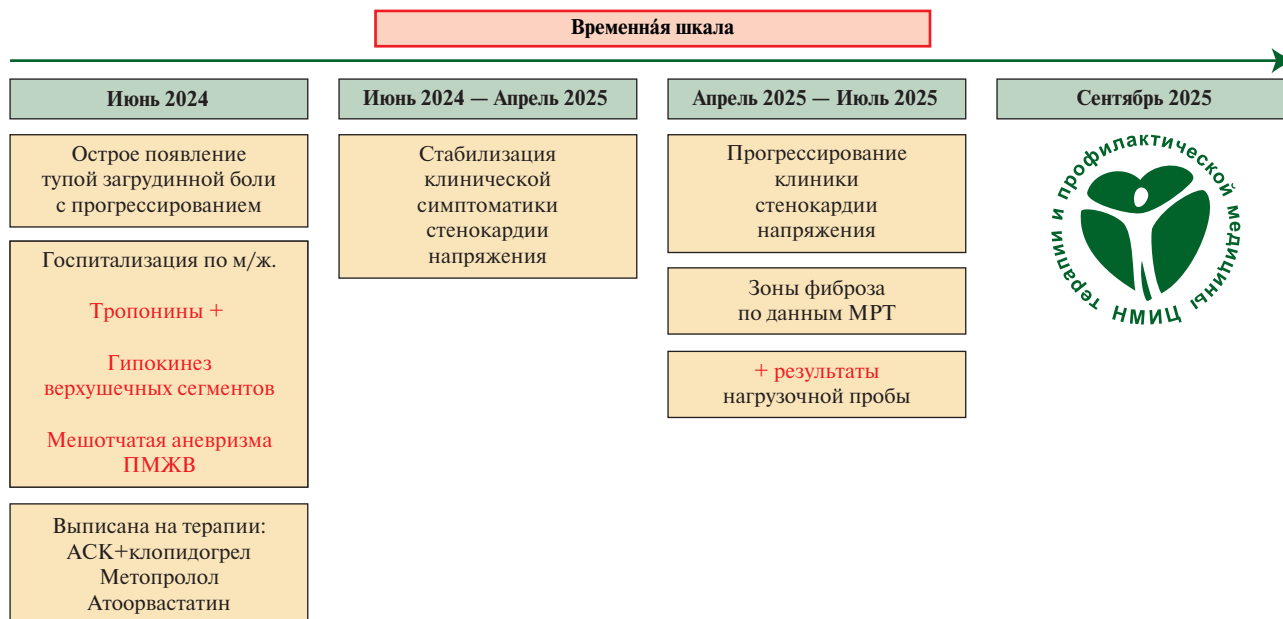 Временна́я шкала
Июнь 2024
Острое появление
тупой загрудинной боли
с прогрессированием
Госпитализация по м/ж.
Тропонины +
Гипокинез
верхушечных сегментов
Мешотчатая аневризма
ПМЖВ
Выписана на терапии:
АСК+клопидогрел
Метопролол
Атоорвастатин
Июнь 2024 — Апрель 2025
Стабилизация
клинической
симптоматики
стенокардии
напряжения
Апрель 2025 — Июль 2025
Прогрессирование
клиники
стенокардии
напряжения
Зоны фиброза
по данным МРТ
+ результаты
нагрузочной пробы
Сентябрь 2025
НМИЦ терапии и профилактической медицины